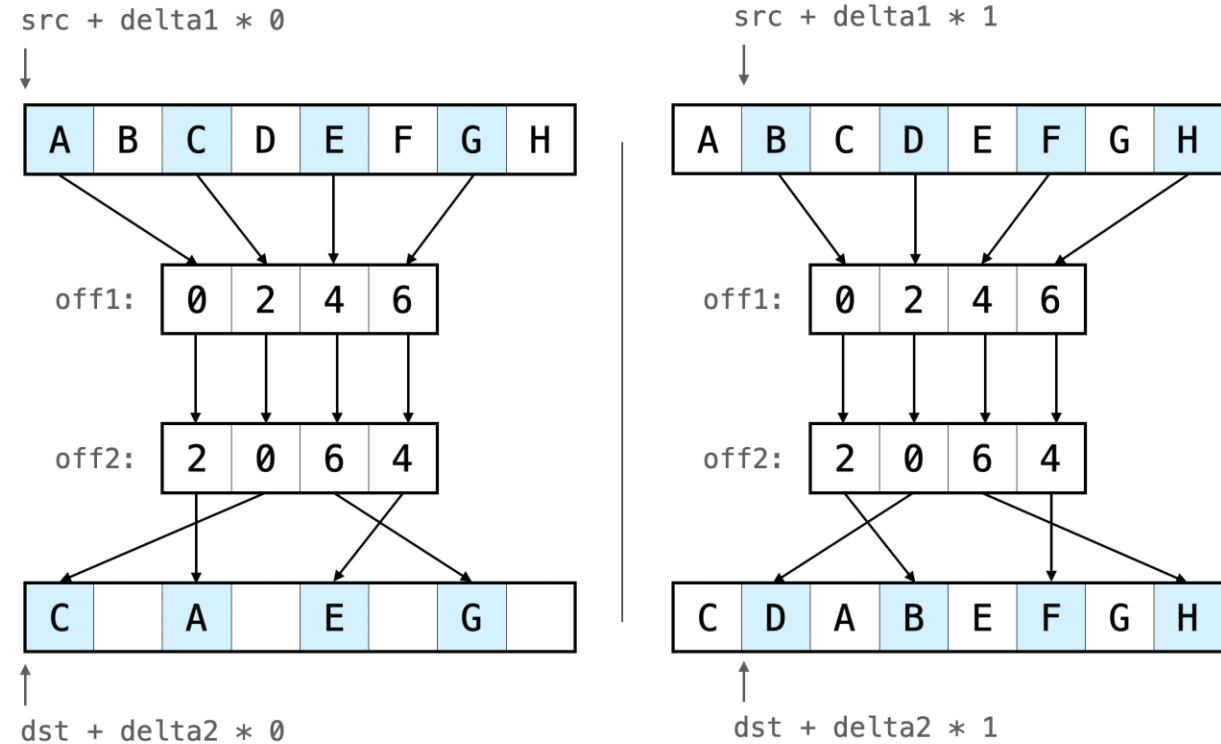 src + delta1 * 0
A B C D E F G H
off1: 0 2 4 6
off2: 2 0 6 4
C A E G
dst + delta2 * 0
src + delta1 * 1
A B C D E F G H
off1: 0 2 4 6
off2: 2 0 6 4
C D A B E F G H
dst + delta2 * 1